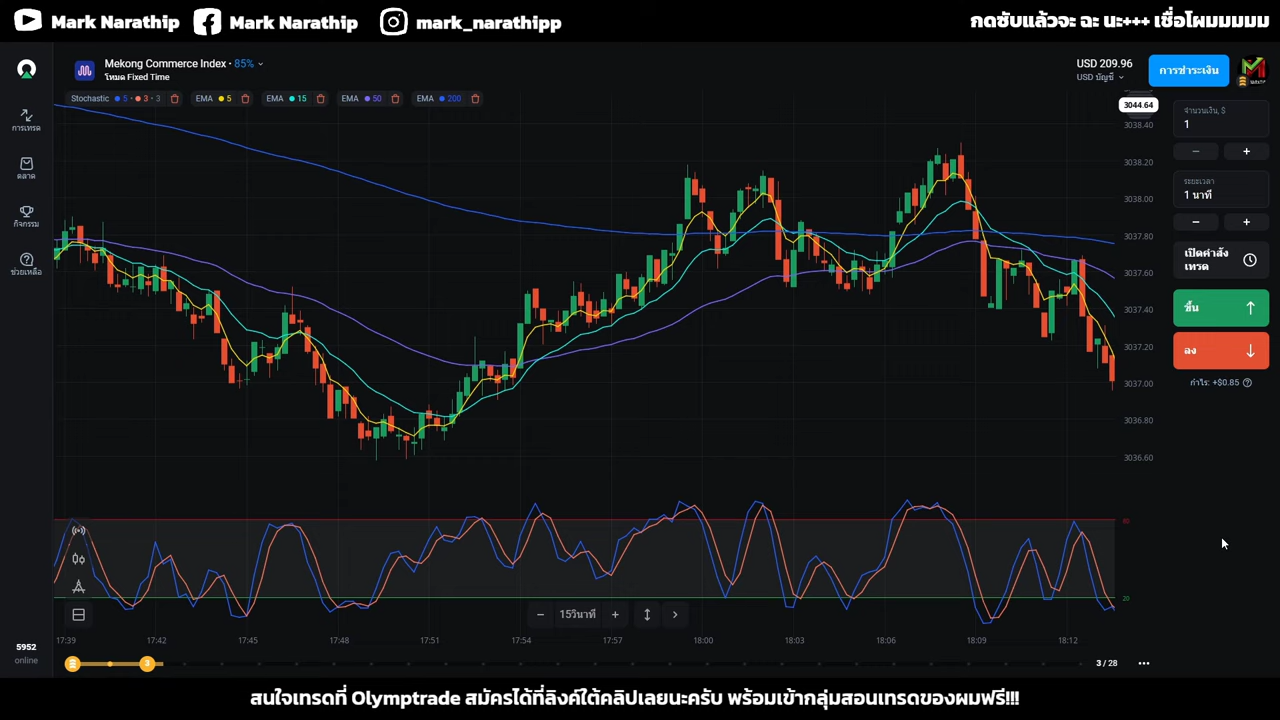 Mark Narathip Mark Narathip mark_narathipp กดซับแล้วจะ ฉะ นะ+++ เชื่อโผมมมมม
Mekong Commerce Index • 85%
โหมด Fixed Time
USD 209.96
USD บัญชี
การชำระเงิน
Stochastic 5 • 3 • 3 EMA 5 EMA 15 EMA 50 EMA 200
การเทรด
ตลาด
กิจกรรม
ช่วยเหลือ
5952
online
3044.64
3038.40
3038.20
3038.00
3037.80
3037.60
3037.40
3037.20
3037.00
3036.80
3036.60
80
20
จำนวนเงิน, $
1
− +
ระยะเวลา
1 นาที
− +
เปิดคำสั่ง
เทรด
ขึ้น
ลง
กำไร: +$0.85
− 15วินาที +
17:39 17:42 17:45 17:48 17:51 17:54 17:57 18:00 18:03 18:06 18:09 18:12
3
3 / 28
สนใจเทรดที่ Olymptrade สมัครได้ที่ลิงค์ใต้คลิปเลยนะครับ พร้อมเข้ากลุ่มสอนเทรดของผมฟรี!!!